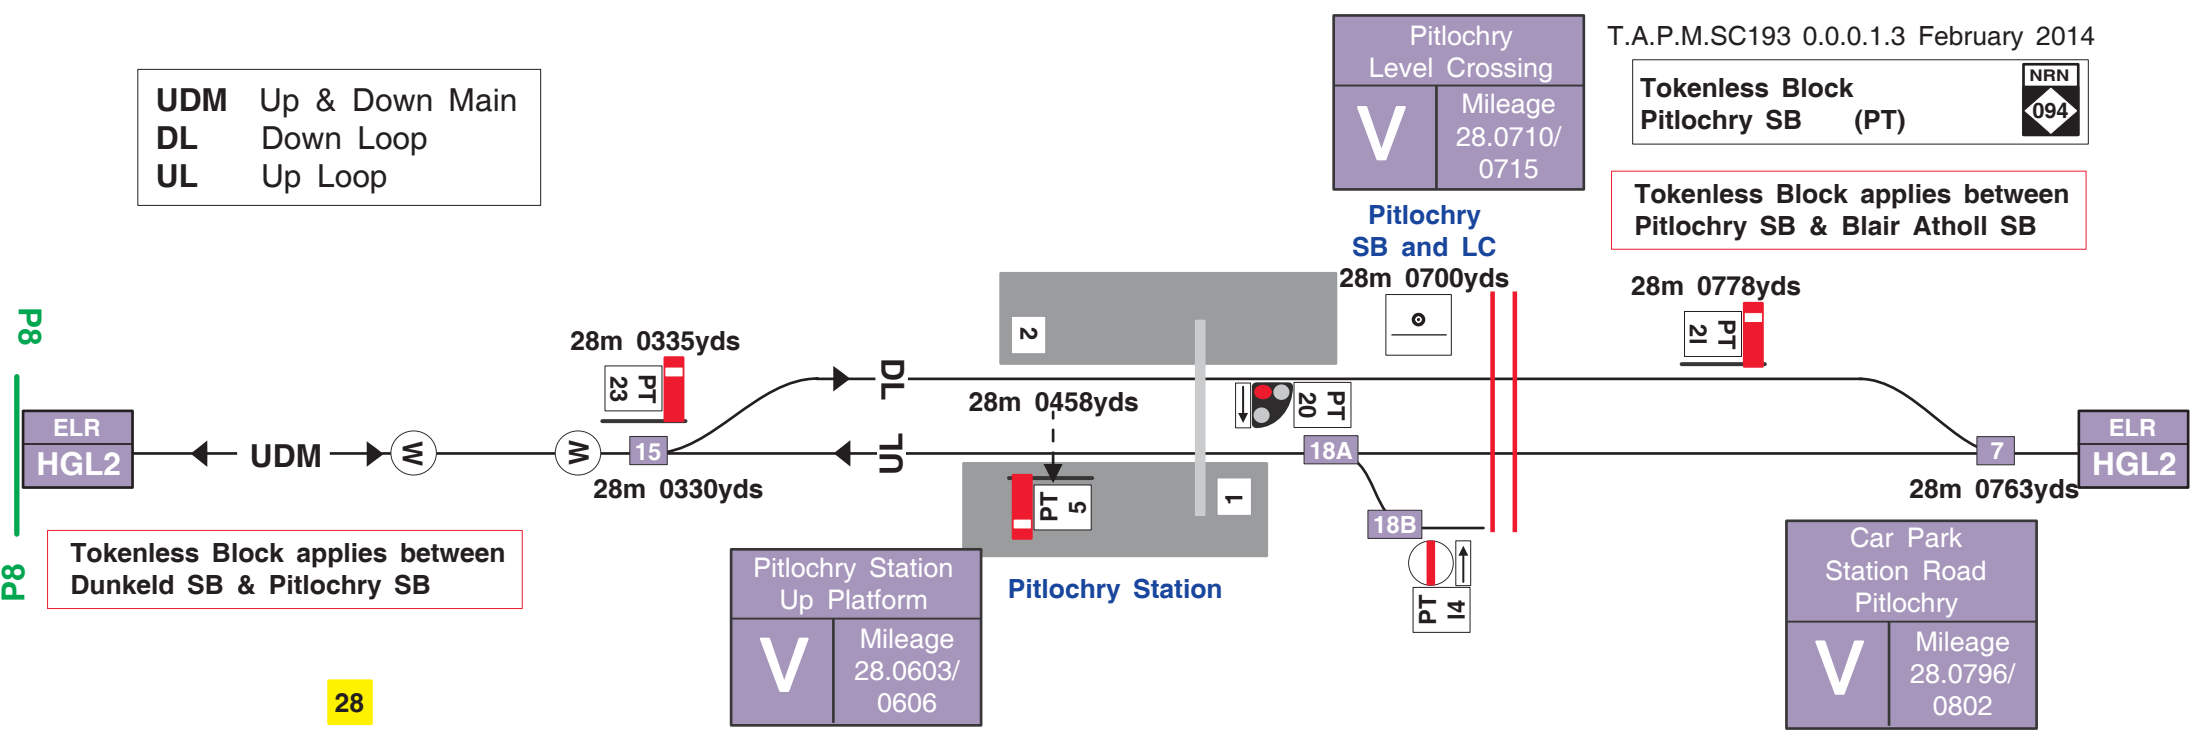 T.A.P.M.SC193 0.0.0.1.3 February 2014
UDM Up & Down Main
DL Down Loop
UL Up Loop
Pitlochry
Level Crossing
V
Mileage
28.0710/
0715
Tokenless Block
Pitlochry SB (PT)
NRN
094
Tokenless Block applies between
Pitlochry SB & Blair Atholl SB
Pitlochry
SB and LC
28m 0700yds
28m 0778yds
PT
21
P8
28m 0335yds
PT
23
2
DL
28m 0458yds
PT
20
ELR
HGL2
UDM
W
W
15
UL
18A
7
ELR
HGL2
28m 0330yds
28m 0763yds
PT
5
1
18B
PT
14
P8
Tokenless Block applies between
Dunkeld SB & Pitlochry SB
Pitlochry Station
Up Platform
V
Mileage
28.0603/
0606
Pitlochry Station
Car Park
Station Road
Pitlochry
V
Mileage
28.0796/
0802
28